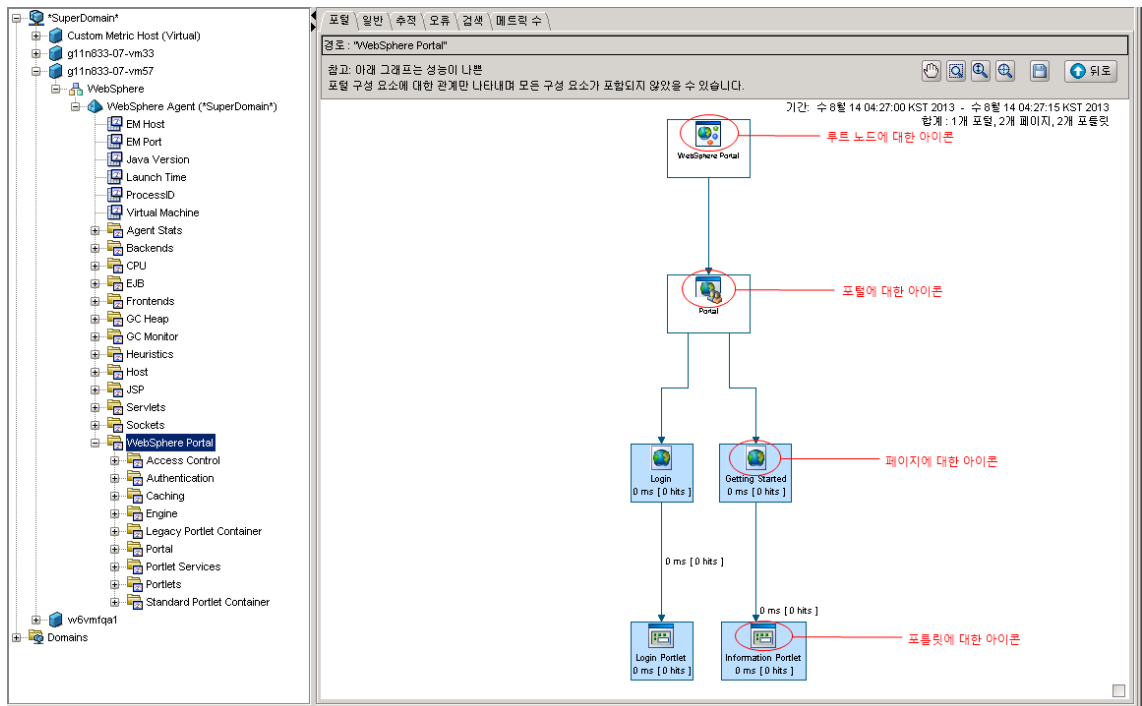 *SuperDomain*
Custom Metric Host (Virtual)
g11n833-07-vm33
g11n833-07-vm57
WebSphere
WebSphere Agent (*SuperDomain*)
EM Host
EM Port
Java Version
Launch Time
ProcessID
Virtual Machine
Agent Stats
Backends
CPU
EJB
Frontends
GC Heap
GC Monitor
Heuristics
Host
JSP
Servlets
Sockets
WebSphere Portal
Access Control
Authentication
Caching
Engine
Legacy Portlet Container
Portal
Portlet Services
Portlets
Standard Portlet Container
w6vmfqa1
Domains
포털 일반 추적 오류 검색 메트릭 수
경로 : "WebSphere Portal"
참고: 아래 그래프는 성능이 나쁜
포털 구성 요소에 대한 관계만 나타내며 모든 구성 요소가 포함되지 않았을 수 있습니다.
뒤로
기간: 수 8월 14 04:27:00 KST 2013 - 수 8월 14 04:27:15 KST 2013
합계 : 1개 포털, 2개 페이지, 2개 포틀릿
WebSphere Portal
루트 노드에 대한 아이콘
Portal
포털에 대한 아이콘
Login
0 ms [ 0 hits ]
Getting Started
0 ms [ 0 hits ]
페이지에 대한 아이콘
0 ms [ 0 hits ]
0 ms [ 0 hits ]
Login Portlet
0 ms [ 0 hits ]
Information Portlet
0 ms [ 0 hits ]
포틀릿에 대한 아이콘